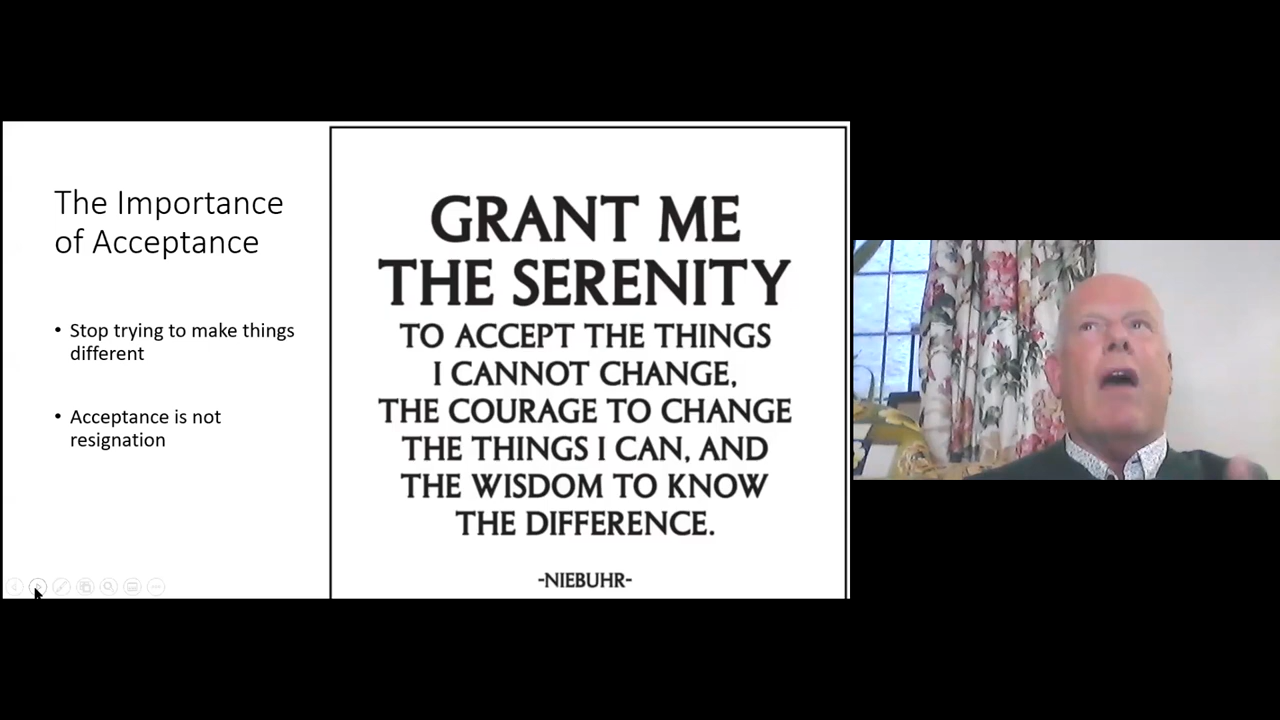 The Importance
of Acceptance
• Stop trying to make things
different
• Acceptance is not
resignation
GRANT ME
THE SERENITY
TO ACCEPT THE THINGS
I CANNOT CHANGE,
THE COURAGE TO CHANGE
THE THINGS I CAN, AND
THE WISDOM TO KNOW
THE DIFFERENCE.
-NIEBUHR-